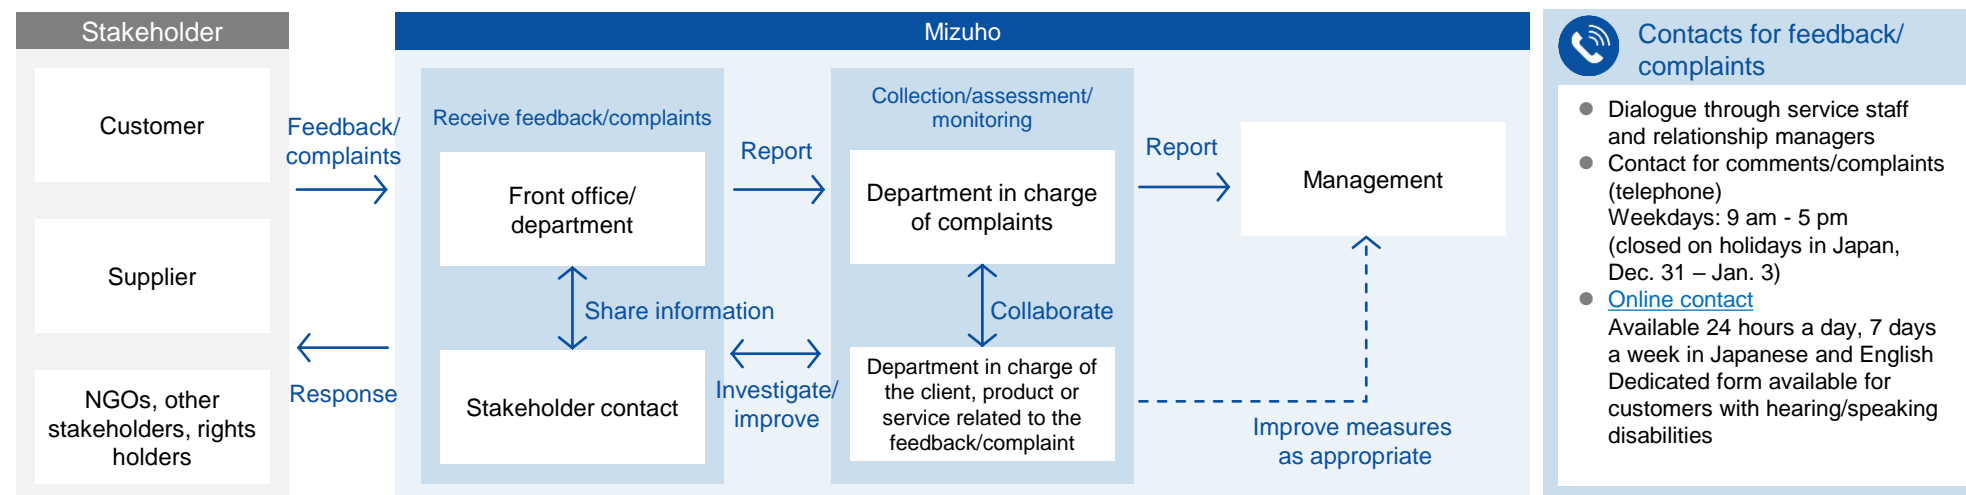 Stakeholder
Customer
Supplier
NGOs, other
stakeholders, rights
holders
Feedback/
complaints
Response
Mizuho
Receive feedback/complaints
Front office/
department
Share information
Stakeholder contact
Report
Investigate/
improve
Collection/assessment/
monitoring
Department in charge
of complaints
Collaborate
Department in charge of
the client, product or
service related to the
feedback/complaint
Report
Management
Improve measures
as appropriate
Contacts for feedback/
complaints
● Dialogue through service staff
and relationship managers
● Contact for comments/complaints
(telephone)
Weekdays: 9 am - 5 pm
(closed on holidays in Japan,
Dec. 31 – Jan. 3)
● Online contact
Available 24 hours a day, 7 days
a week in Japanese and English
Dedicated form available for
customers with hearing/speaking
disabilities